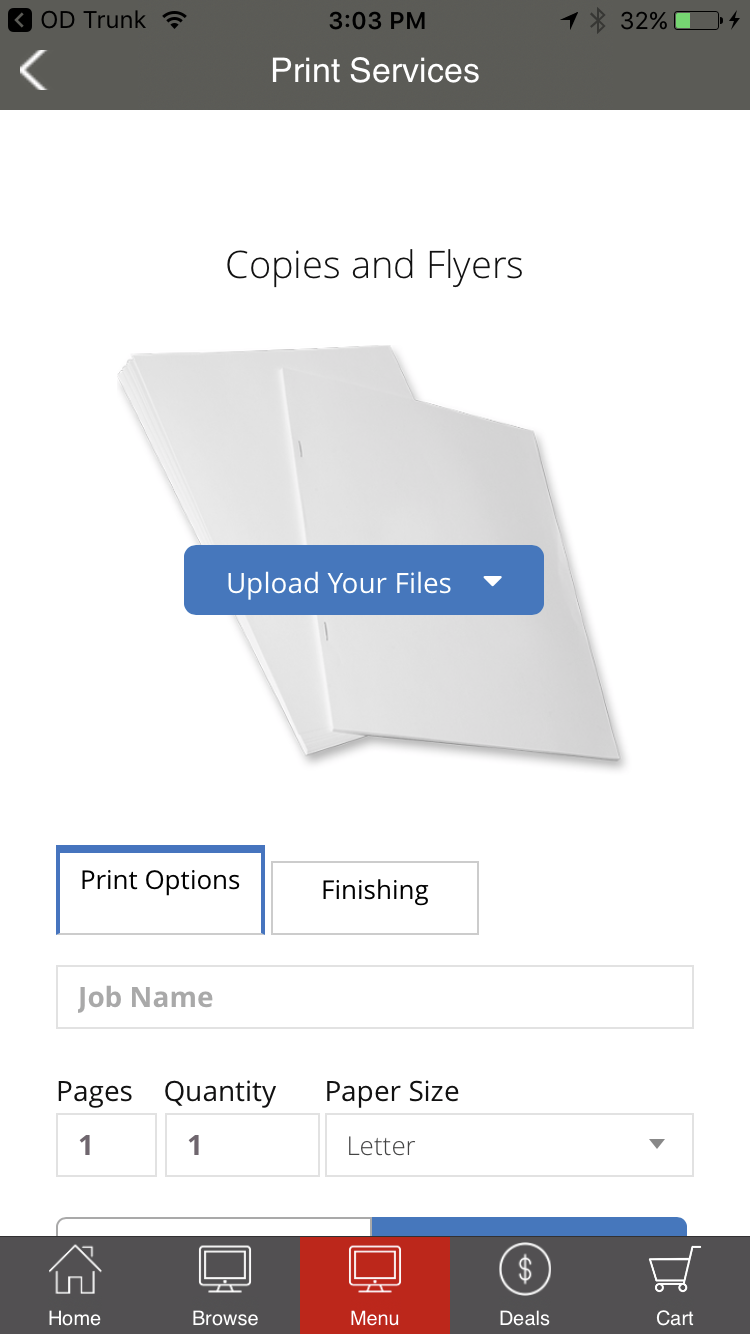 OD Trunk 3:03 PM 32%
Print Services
Copies and Flyers
Upload Your Files
Print Options Finishing
Job Name
Pages Quantity Paper Size
1 1 Letter
Home Browse Menu Deals Cart